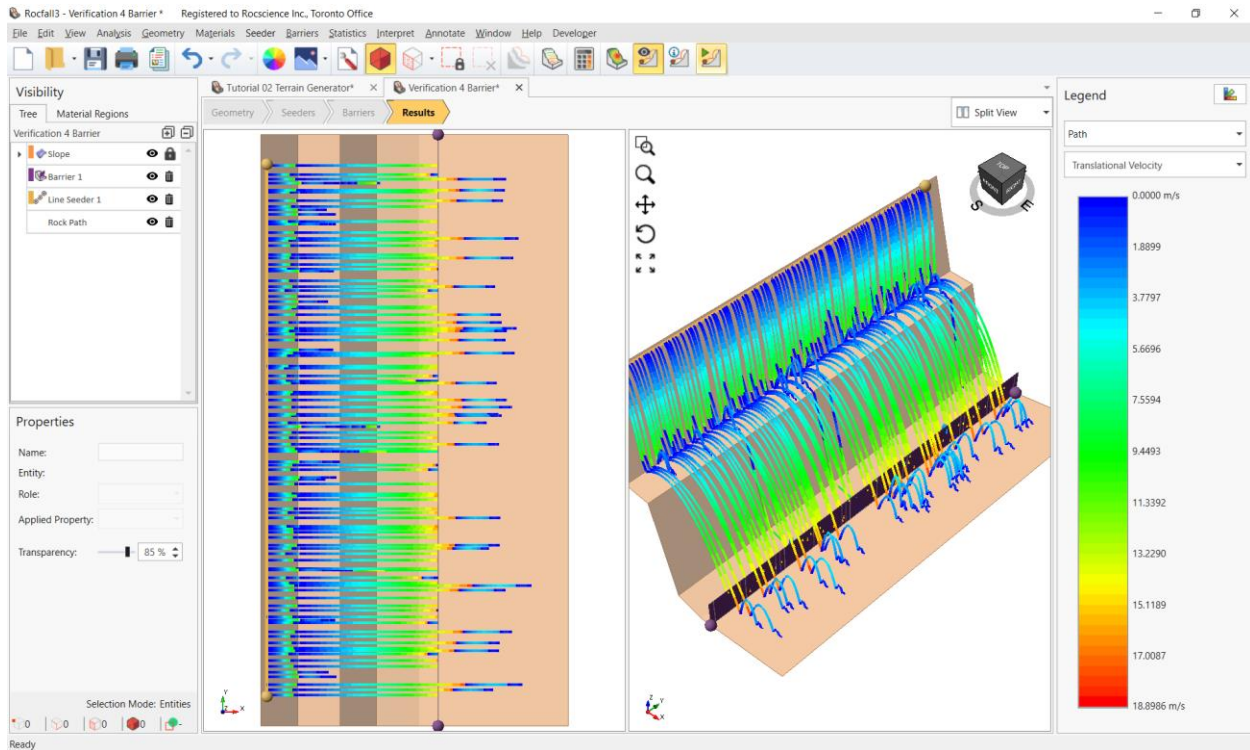 Rocfall3 - Verification 4 Barrier * Registered to Rocscience Inc., Toronto Office
File Edit View Analysis Geometry Materials Seeder Barriers Statistics Interpret Annotate Window Help Developer
Visibility
Tree Material Regions
Verification 4 Barrier
Slope
Barrier 1
Line Seeder 1
Rock Path
Properties
Name:
Entity:
Role:
Applied Property:
Transparency: 85 %
Selection Mode: Entities
0 0 0 0 -
Ready
Tutorial 02 Terrain Generator* Verification 4 Barrier*
Geometry Seeders Barriers Results
Split View
Y
Z X
TOP
S E
Z Y
X
Legend
Path
Translational Velocity
0.0000 m/s
1.8899
3.7797
5.6696
7.5594
9.4493
11.3392
13.2290
15.1189
17.0087
18.8986 m/s